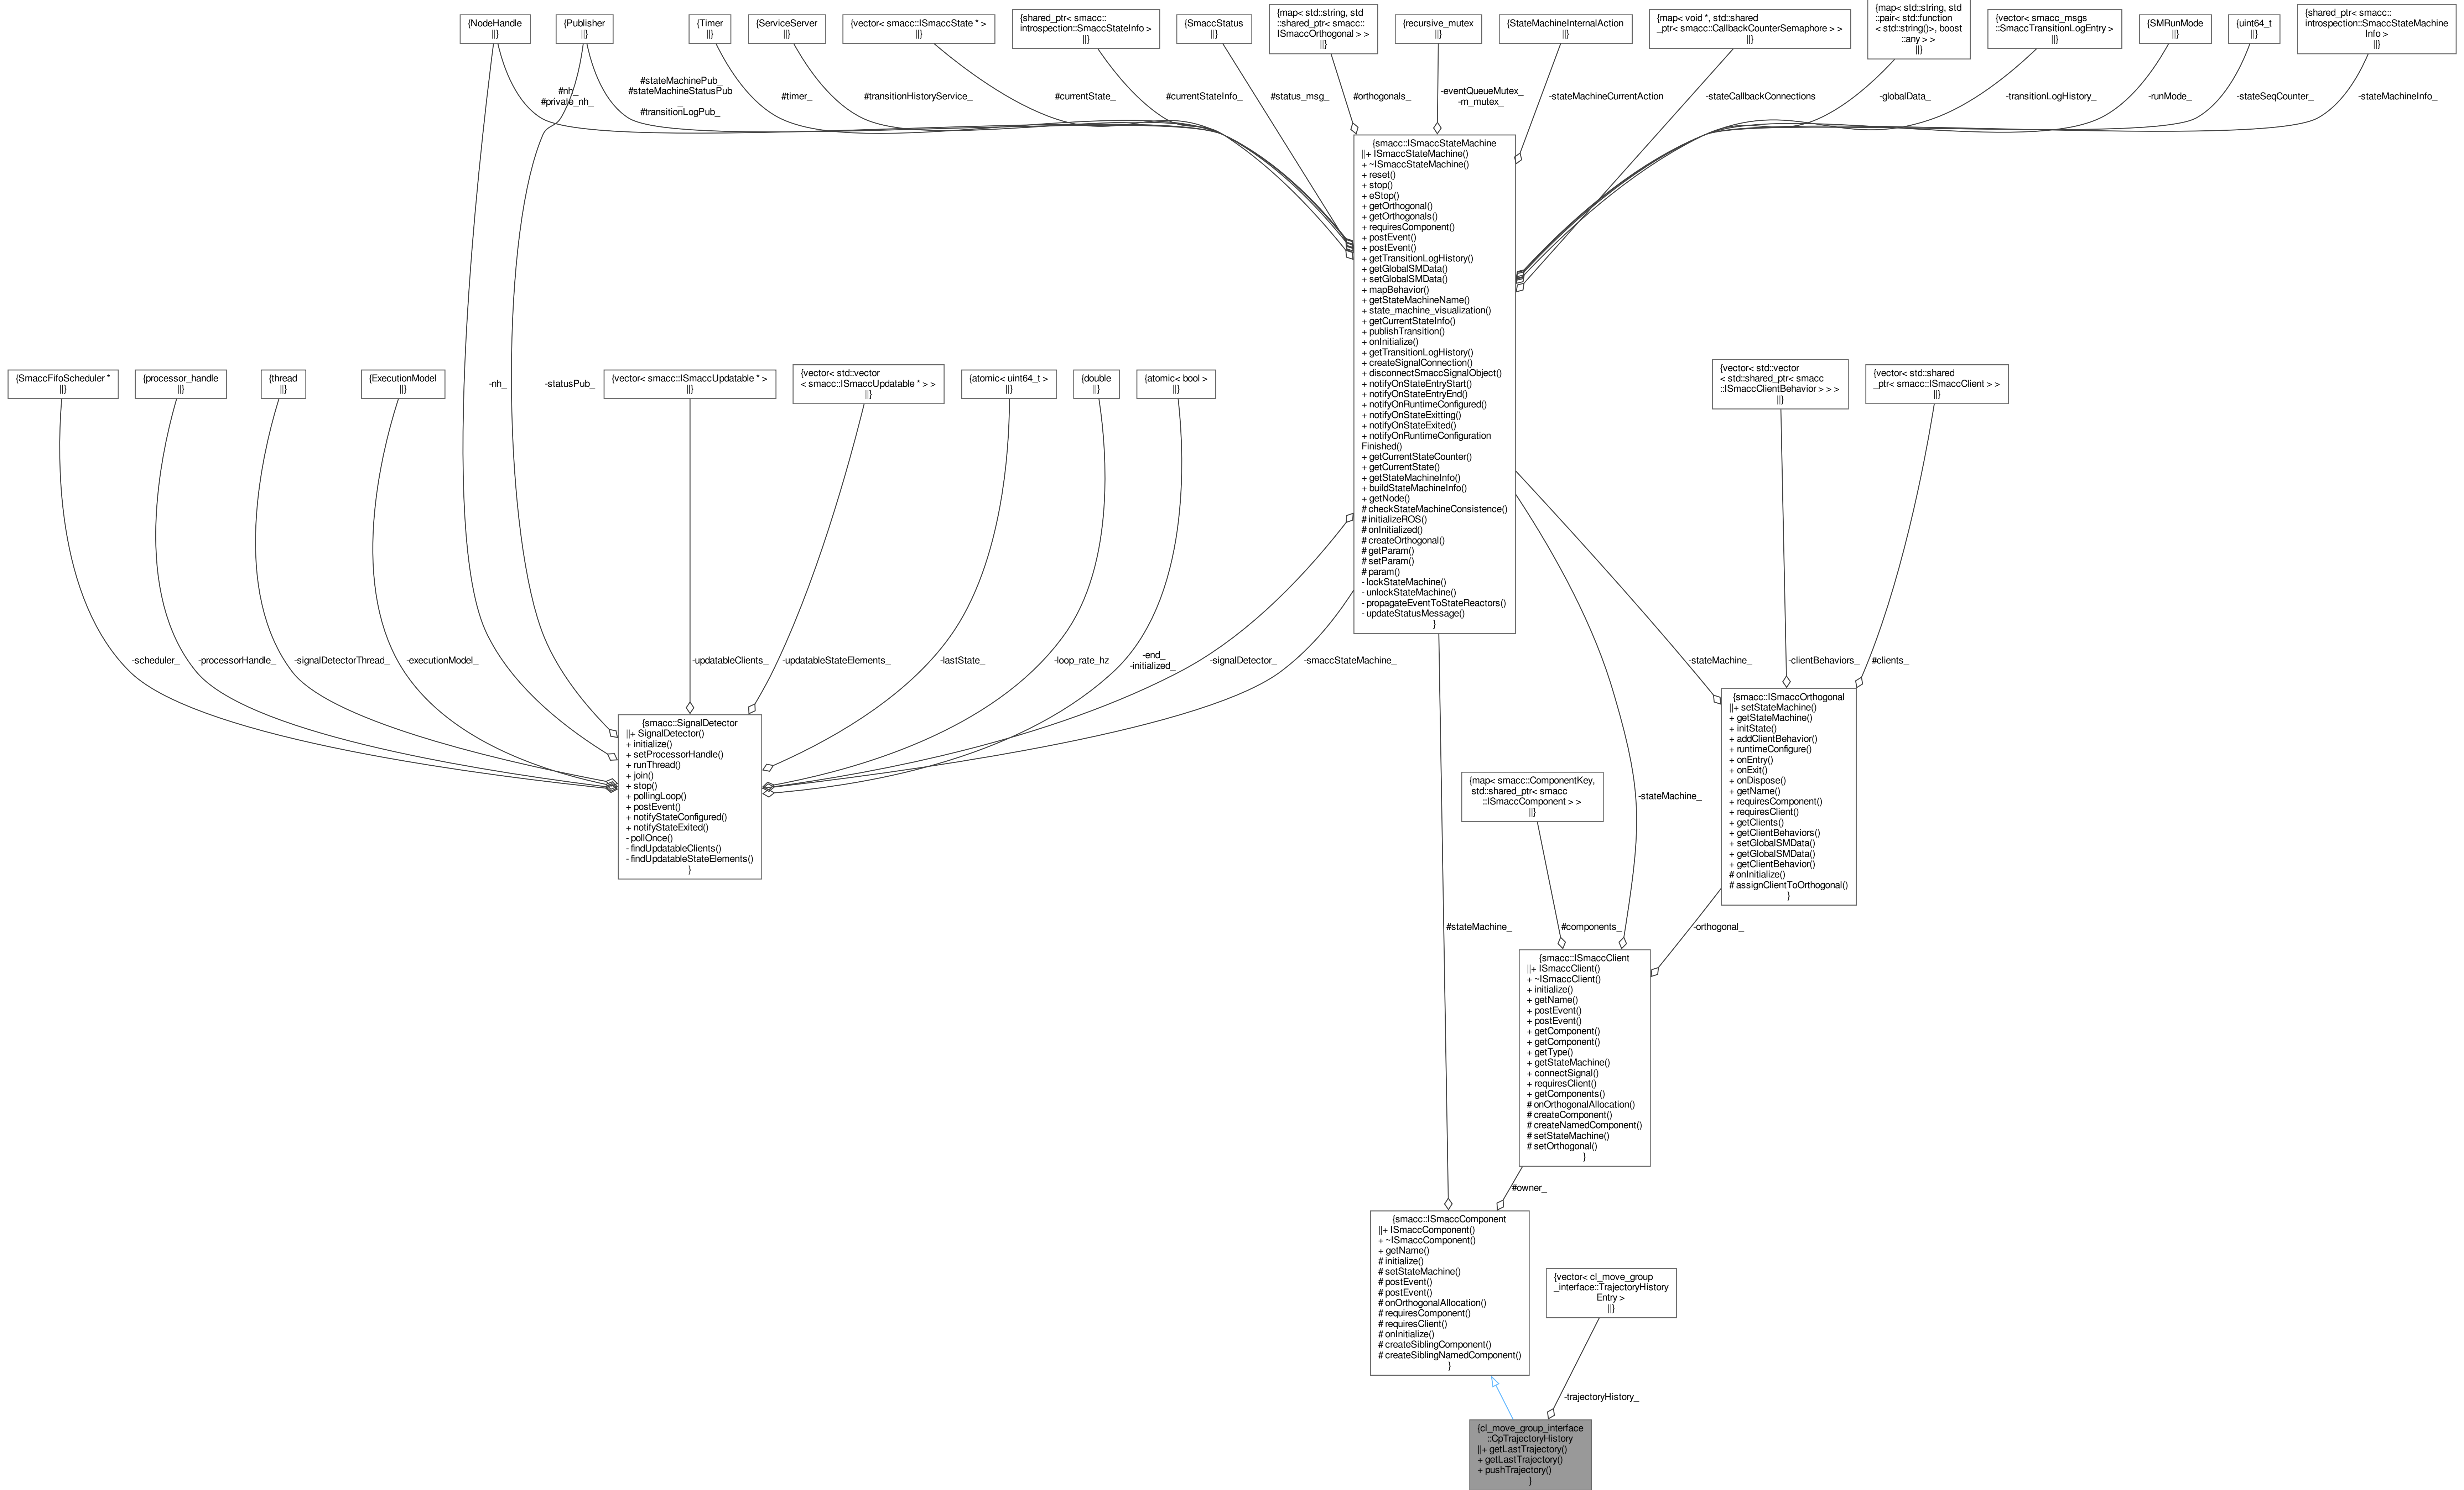 {NodeHandle
||}
{Publisher
||}
{Timer
||}
{ServiceServer
||}
{vector< smacc::ISmaccState * >
||}
{shared_ptr< smacc::
introspection::SmaccStateInfo >
||}
{SmaccStatus
||}
{map< std::string, std
::shared_ptr< smacc::
ISmaccOrthogonal > >
||}
{recursive_mutex
||}
{StateMachineInternalAction
||}
{map< void *, std::shared
_ptr< smacc::CallbackCounterSemaphore > >
||}
{map< std::string, std
::pair< std::function
< std::string()>, boost
::any > >
||}
{vector< smacc_msgs
::SmaccTransitionLogEntry >
||}
{SMRunMode
||}
{uint64_t
||}
{shared_ptr< smacc::
introspection::SmaccStateMachine
Info >
||}
#nh_
#private_nh_
#stateMachinePub_
#stateMachineStatusPub
_
#transitionLogPub_
#timer_
#transitionHistoryService_
#currentState_
#currentStateInfo_
#status_msg_
#orthogonals_
-eventQueueMutex_
-m_mutex_
-stateMachineCurrentAction
-stateCallbackConnections
-globalData_
-transitionLogHistory_
-runMode_
-stateSeqCounter_
-stateMachineInfo_
{smacc::ISmaccStateMachine
||+ ISmaccStateMachine()
+ ~ISmaccStateMachine()
+ reset()
+ stop()
+ eStop()
+ getOrthogonal()
+ getOrthogonals()
+ requiresComponent()
+ postEvent()
+ postEvent()
+ getTransitionLogHistory()
+ getGlobalSMData()
+ setGlobalSMData()
+ mapBehavior()
+ getStateMachineName()
+ state_machine_visualization()
+ getCurrentStateInfo()
+ publishTransition()
+ onInitialize()
+ getTransitionLogHistory()
+ createSignalConnection()
+ disconnectSmaccSignalObject()
+ notifyOnStateEntryStart()
+ notifyOnStateEntryEnd()
+ notifyOnRuntimeConfigured()
+ notifyOnStateExitting()
+ notifyOnStateExited()
+ notifyOnRuntimeConfiguration
Finished()
+ getCurrentStateCounter()
+ getCurrentState()
+ getStateMachineInfo()
+ buildStateMachineInfo()
+ getNode()
# checkStateMachineConsistence()
# initializeROS()
# onInitialized()
# createOrthogonal()
# getParam()
# setParam()
# param()
- lockStateMachine()
- unlockStateMachine()
- propagateEventToStateReactors()
- updateStatusMessage()
}
{SmaccFifoScheduler *
||}
{processor_handle
||}
{thread
||}
{ExecutionModel
||}
-nh_
-statusPub_
{vector< smacc::ISmaccUpdatable * >
||}
{vector< std::vector
< smacc::ISmaccUpdatable * > >
||}
{atomic< uint64_t >
||}
{double
||}
{atomic< bool >
||}
{vector< std::vector
< std::shared_ptr< smacc
::ISmaccClientBehavior > > >
||}
{vector< std::shared
_ptr< smacc::ISmaccClient > >
||}
-scheduler_
-processorHandle_
-signalDetectorThread_
-executionModel_
-updatableClients_
-updatableStateElements_
-lastState_
-loop_rate_hz
-end_
-initialized_
-signalDetector_
-smaccStateMachine_
-stateMachine_
-clientBehaviors_
#clients_
{smacc::SignalDetector
||+ SignalDetector()
+ initialize()
+ setProcessorHandle()
+ runThread()
+ join()
+ stop()
+ pollingLoop()
+ postEvent()
+ notifyStateConfigured()
+ notifyStateExited()
- pollOnce()
- findUpdatableClients()
- findUpdatableStateElements()
}
{smacc::ISmaccOrthogonal
||+ setStateMachine()
+ getStateMachine()
+ initState()
+ addClientBehavior()
+ runtimeConfigure()
+ onEntry()
+ onExit()
+ onDispose()
+ getName()
+ requiresComponent()
+ requiresClient()
+ getClients()
+ getClientBehaviors()
+ setGlobalSMData()
+ getGlobalSMData()
+ getClientBehavior()
# onInitialize()
# assignClientToOrthogonal()
}
{map< smacc::ComponentKey,
std::shared_ptr< smacc
::ISmaccComponent > >
||}
-stateMachine_
#stateMachine_
#components_
-orthogonal_
{smacc::ISmaccClient
||+ ISmaccClient()
+ ~ISmaccClient()
+ initialize()
+ getName()
+ postEvent()
+ postEvent()
+ getComponent()
+ getComponent()
+ getType()
+ getStateMachine()
+ connectSignal()
+ requiresClient()
+ getComponents()
# onOrthogonalAllocation()
# createComponent()
# createNamedComponent()
# setStateMachine()
# setOrthogonal()
}
#owner_
{smacc::ISmaccComponent
||+ ISmaccComponent()
+ ~ISmaccComponent()
+ getName()
# initialize()
# setStateMachine()
# postEvent()
# postEvent()
# onOrthogonalAllocation()
# requiresComponent()
# requiresClient()
# onInitialize()
# createSiblingComponent()
# createSiblingNamedComponent()
}
{vector< cl_move_group
_interface::TrajectoryHistory
Entry >
||}
-trajectoryHistory_
{cl_move_group_interface
::CpTrajectoryHistory
||+ getLastTrajectory()
+ getLastTrajectory()
+ pushTrajectory()
}